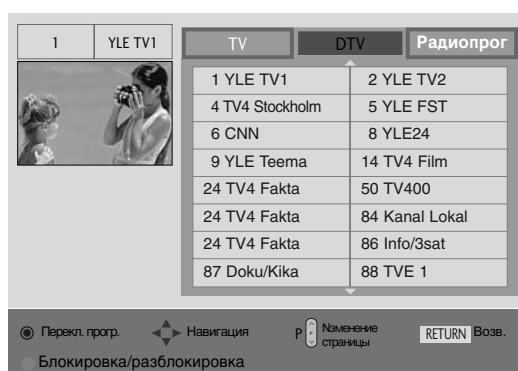 1 YLE TV1 TV DTV Радиопрог
1 YLE TV1 2 YLE TV2
4 TV4 Stockholm 5 YLE FST
6 CNN 8 YLE24
9 YLE Teema 14 TV4 Film
24 TV4 Fakta 50 TV400
24 TV4 Fakta 84 Kanal Lokal
24 TV4 Fakta 86 Info/3sat
87 Doku/Kika 88 TVE 1
Перекл. прогр. Навигация P Nзменение страницы RETURN Возв.
Блокировка/разблокировка